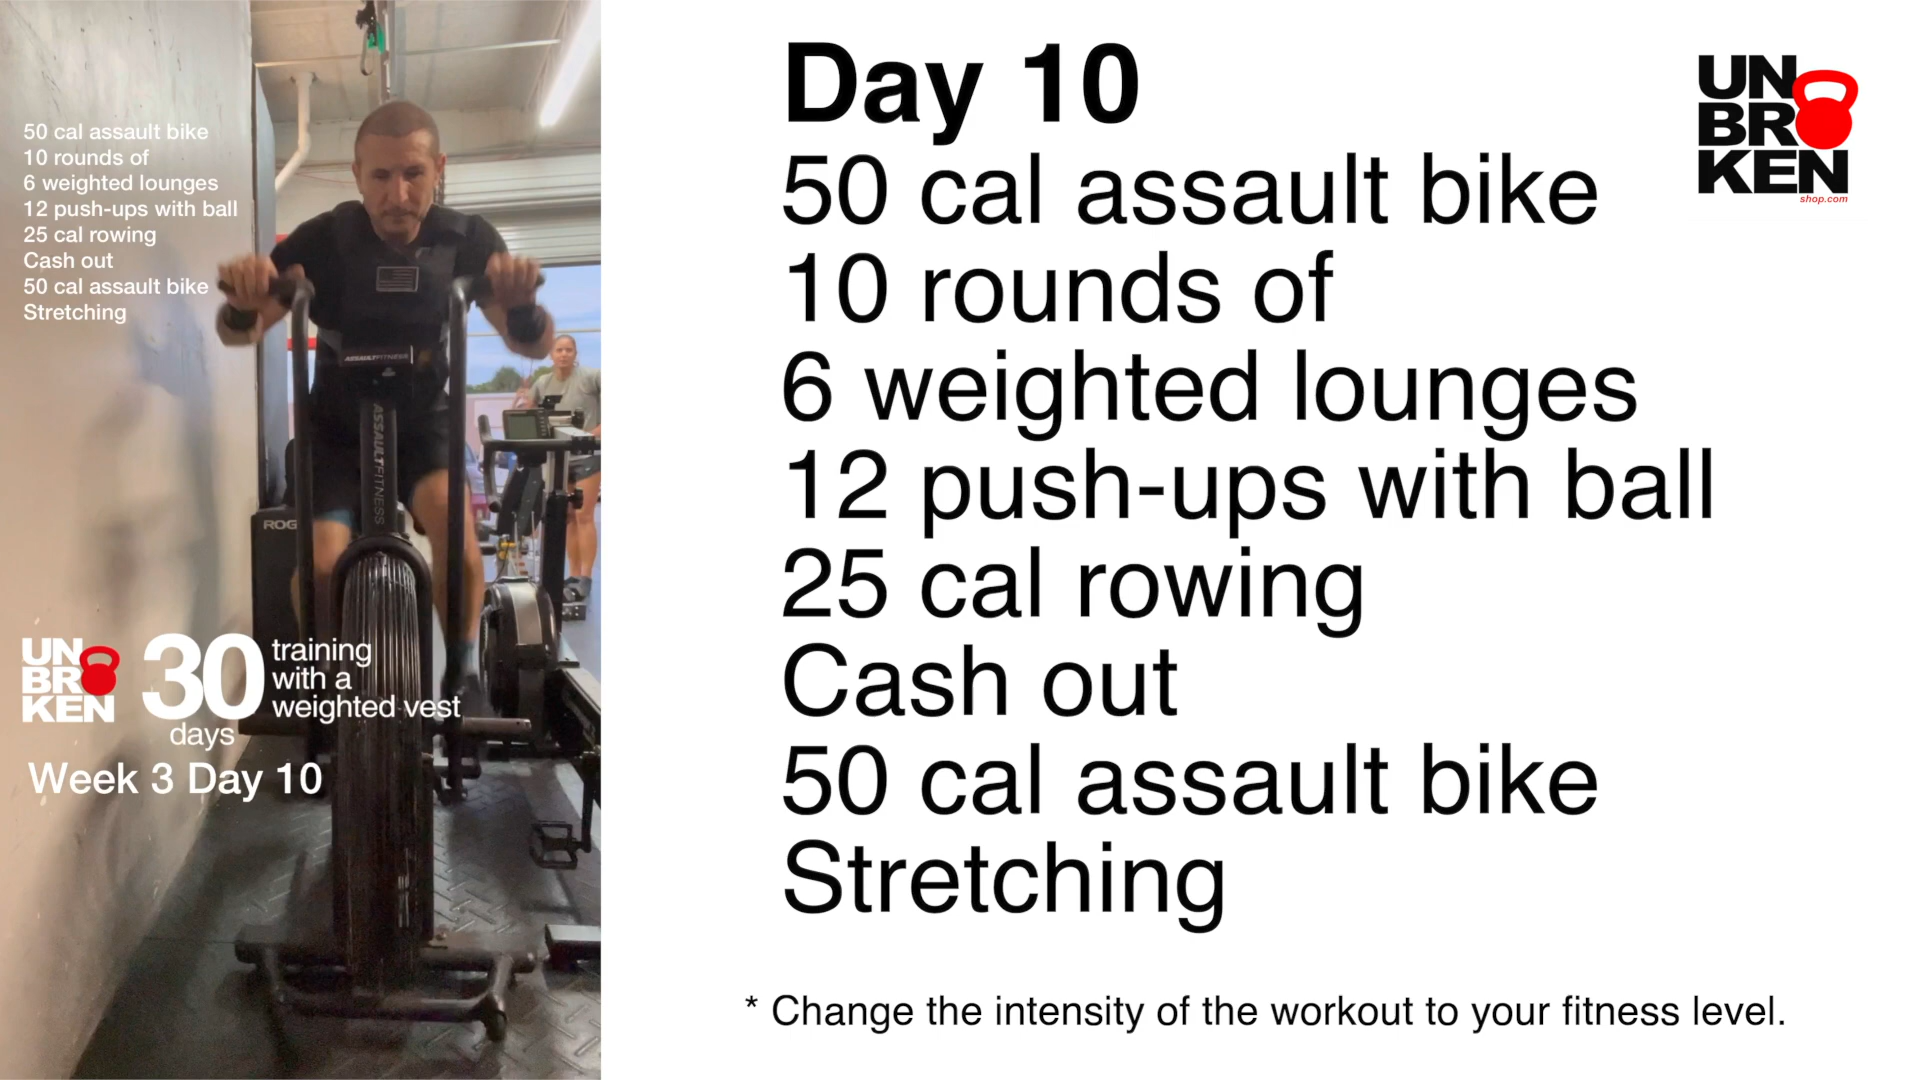 50 cal assault bike
10 rounds of
6 weighted lounges
12 push-ups with ball
25 cal rowing
Cash out
50 cal assault bike
Stretching
ASSAULTFITNESS
ASSAULTFITNESS
ROG
UN
BR
KEN
30
days
training
with a
weighted vest
Week 3 Day 10
Day 10
50 cal assault bike
10 rounds of
6 weighted lounges
12 push-ups with ball
25 cal rowing
Cash out
50 cal assault bike
Stretching
* Change the intensity of the workout to your fitness level.
UN
BR
KEN
shop.com